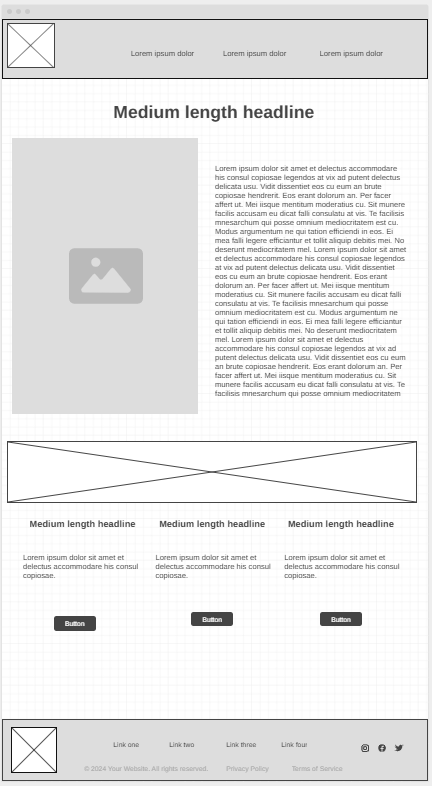 Lorem ipsum dolor Lorem ipsum dolor Lorem ipsum dolor
Medium length headline
Lorem ipsum dolor sit amet et delectus accommodare
his consul copiosae legendos at vix ad putent delectus
delicata usu. Vidit dissentiet eos cu eum an brute
copiosae hendrerit. Eos erant dolorum an. Per facer
affert ut. Mei iisque mentitum moderatius cu. Sit munere
facilis accusam eu dicat falli consulatu at vis. Te facilisis
mnesarchum qui posse omnium mediocritatem est cu.
Modus argumentum ne qui tation efficiendi in eos. Ei
mea falli legere efficiantur et tollit aliquip debitis mei. No
deserunt mediocritatem mel. Lorem ipsum dolor sit amet
et delectus accommodare his consul copiosae legendos
at vix ad putent delectus delicata usu. Vidit dissentiet
eos cu eum an brute copiosae hendrerit. Eos erant
dolorum an. Per facer affert ut. Mei iisque mentitum
moderatius cu. Sit munere facilis accusam eu dicat falli
consulatu at vis. Te facilisis mnesarchum qui posse
omnium mediocritatem est cu. Modus argumentum ne
qui tation efficiendi in eos. Ei mea falli legere efficiantur
et tollit aliquip debitis mei. No deserunt mediocritatem
mel. Lorem ipsum dolor sit amet et delectus
accommodare his consul copiosae legendos at vix ad
putent delectus delicata usu. Vidit dissentiet eos cu eum
an brute copiosae hendrerit. Eos erant dolorum an. Per
facer affert ut. Mei iisque mentitum moderatius cu. Sit
munere facilis accusam eu dicat falli consulatu at vis. Te
facilisis mnesarchum qui posse omnium mediocritatem
Medium length headline
Lorem ipsum dolor sit amet et
delectus accommodare his consul
copiosae.
Button
Medium length headline
Lorem ipsum dolor sit amet et
delectus accommodare his consul
copiosae.
Button
Medium length headline
Lorem ipsum dolor sit amet et
delectus accommodare his consul
copiosae.
Button
Link one Link two Link three Link four
© 2024 Your Website. All rights reserved. Privacy Policy Terms of Service